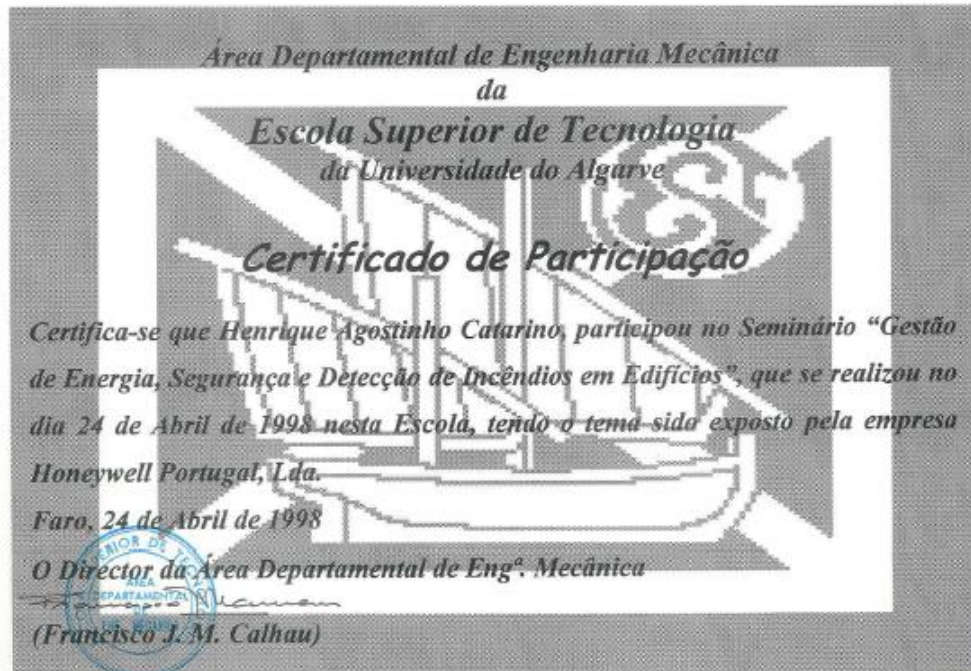 Área Departamental de Engenharia Mecânica
da
Escola Superior de Tecnologia
da Universidade do Algarve
Certificado de Participação
Certifica-se que Henrique Agostinho Catarino, participou no Seminário “Gestão
de Energia, Segurança e Detecção de Incêndios em Edifícios”, que se realizou no
dia 24 de Abril de 1998 nesta Escola, tendo o tema sido exposto pela empresa
Honeywell Portugal, Lda.
Faro, 24 de Abril de 1998
O Director da Área Departamental de Engª. Mecânica
(Francisco J. M. Calhau)
ÁREA
DEPARTAMENTAL
DE